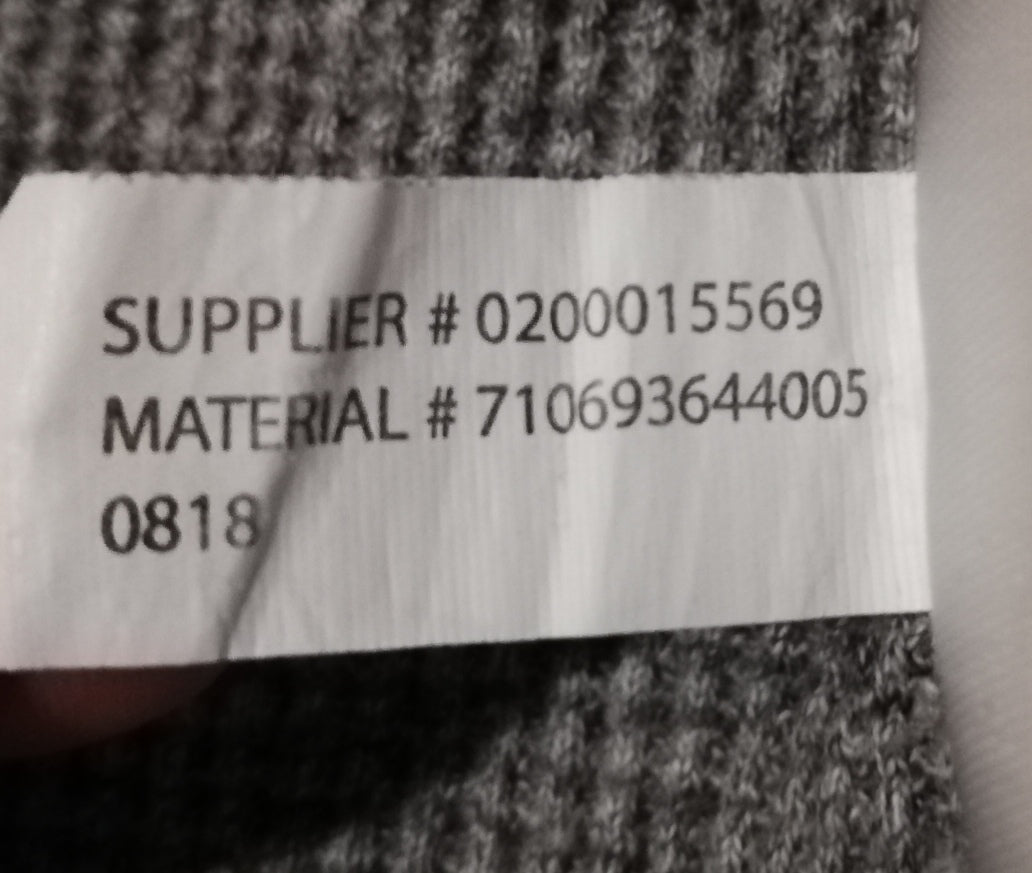 SUPPLIER # 0200015569
MATERIAL # 710693644005
0818